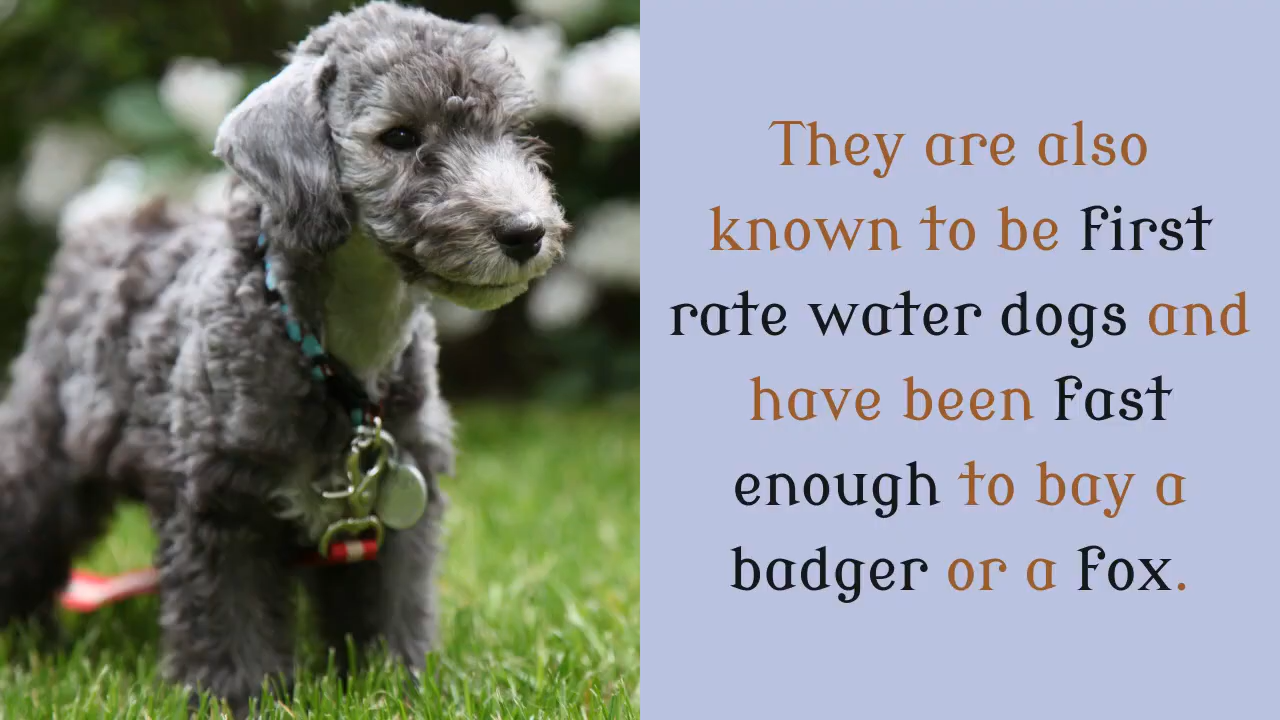 They are also
known to be first
rate water dogs and
have been fast
enough to bay a
badger or a fox.